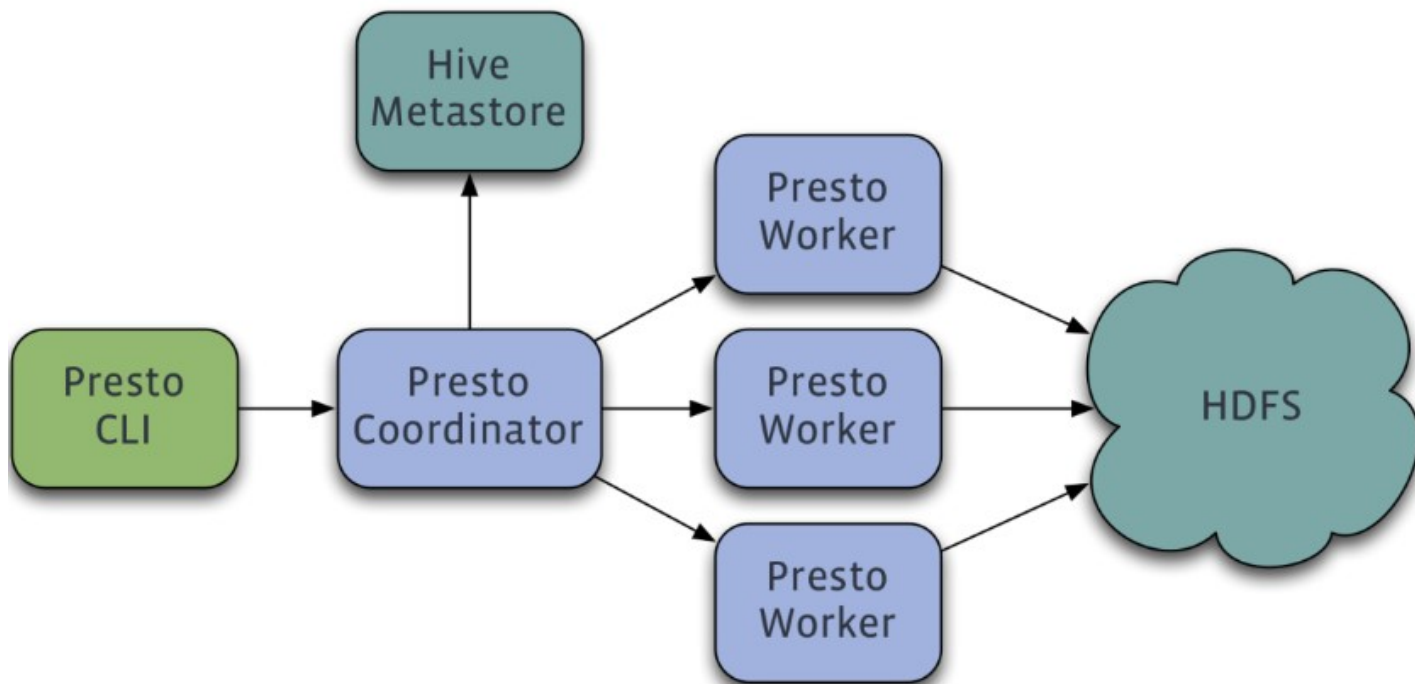 Hive
Metastore
Presto
Worker
Presto
CLI
Presto
Coordinator
Presto
Worker
HDFS
Presto
Worker